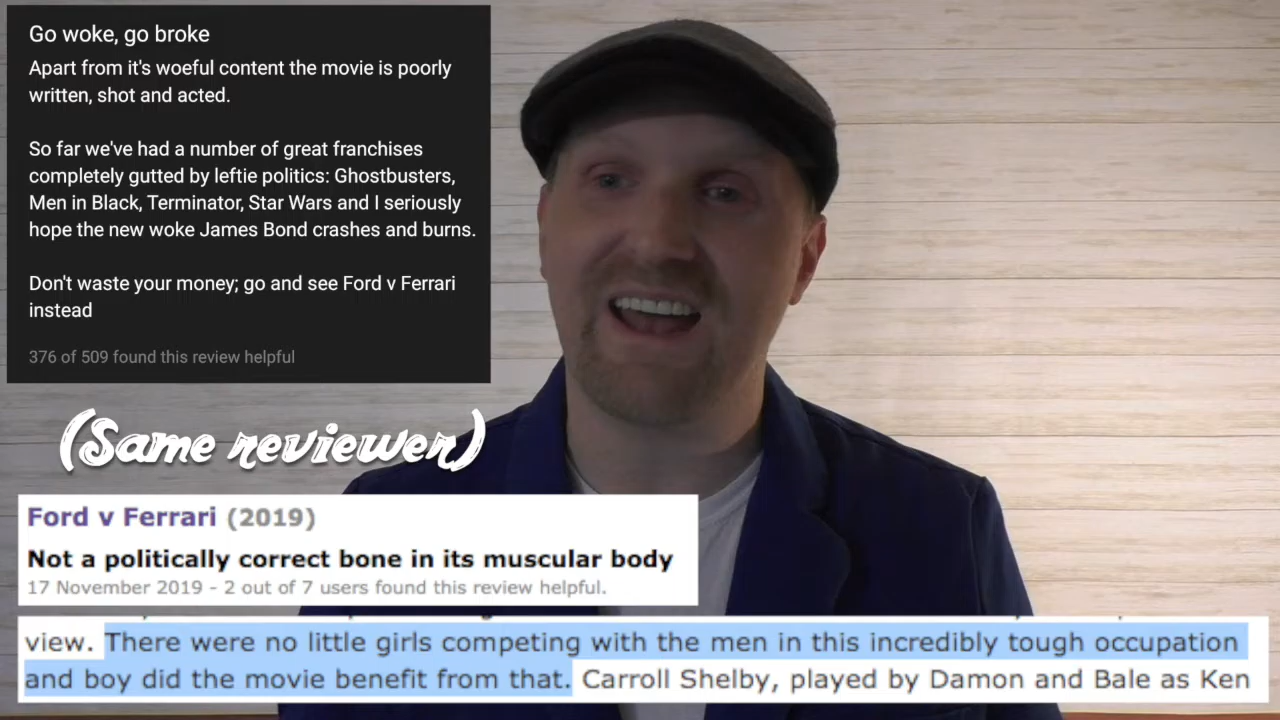 Go woke, go broke
Apart from it's woeful content the movie is poorly
written, shot and acted.
So far we've had a number of great franchises
completely gutted by leftie politics: Ghostbusters,
Men in Black, Terminator, Star Wars and I seriously
hope the new woke James Bond crashes and burns.
Don't waste your money; go and see Ford v Ferrari
instead
376 of 509 found this review helpful
(Same reviewer)
Ford v Ferrari (2019)
Not a politically correct bone in its muscular body
17 November 2019 - 2 out of 7 users found this review helpful.
view. There were no little girls competing with the men in this incredibly tough occupation
and boy did the movie benefit from that. Carroll Shelby, played by Damon and Bale as Ken